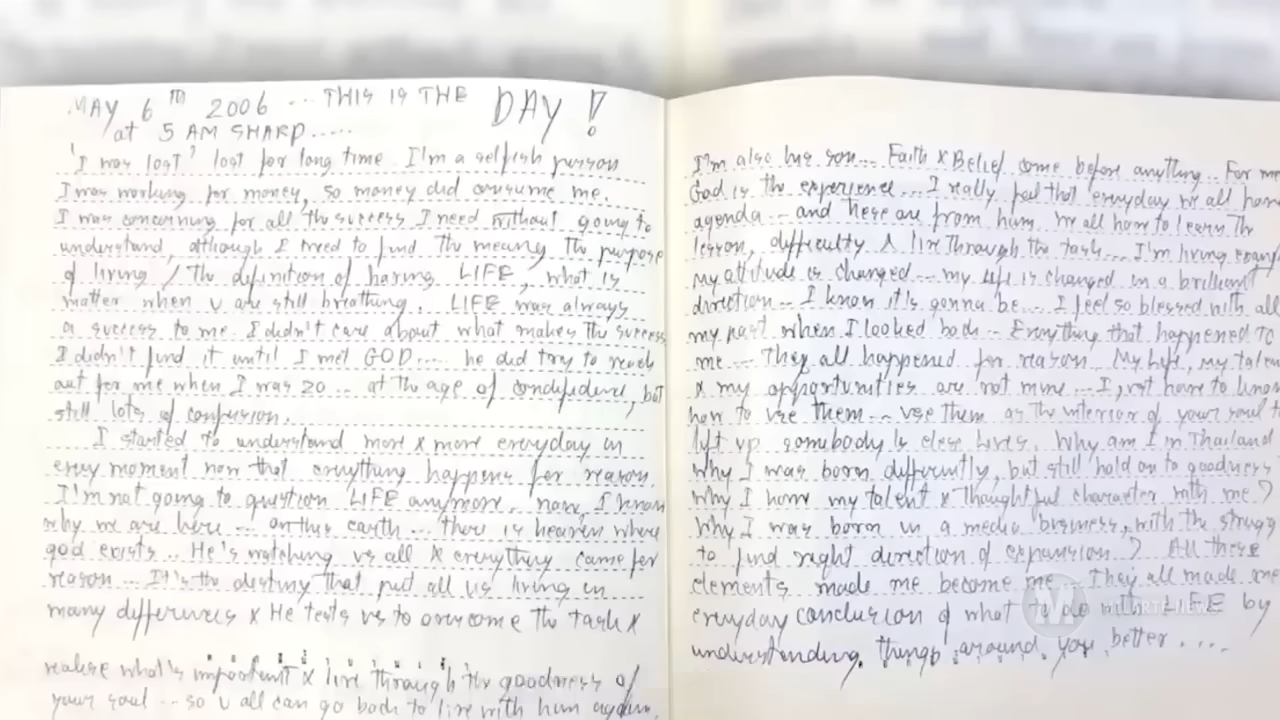 MAY 6TH 2006 ... THIS IS THE DAY!
at 5 AM SHARP.....
'I was lost' lost for long time. I'm a selfish person
I was working for money, so money did consume me.
I was concerning for all the success I need without going to
understand, although I tried to find the meaning the purpose
of living / the definition of having LIFE, what is
matter when u are still breathing. LIFE was always
a success to me. I didn't care about what makes the success
I didn't find it until I met GOD..... he did try to reach
out for me when I was 20... at the age of condifedence, but
still lots of confusion.
I started to understand more x more everyday in
every moment now that everything happens for reason.
I'm not going to question LIFE anymore, now, I know
why we are here... on this earth... there is heaven where
god exists.. He's watching us all x everything came for
reason... It's the destiny that put all us living in
many differences x He tests us to overcome the task x
realise what's important x live through the goodness of
your soul... so u all can go back to live with him again.
I'm also his son... Faith x Belief come before anything.. For me
God is the experience... I really feel that everyday we all have
agenda... and these are from him. We all have to learn the
lesson, difficulty & live through the task... I'm living
my attitude is changed... my life is changed in a brilliant
direction... I know it's gonna be.... I feel so blessed with all
my past when I looked back... Everything that happened TO
me.... They all happened for reason. My life, my
x my opportunities are not mine.... I just have to
how to use them... use them as the interior of your soul
lift up somebody is else lives. Why am I in Thailand
Why I was born differently, but still hold on to goodness
Why I have my talent x thoughtful character with me?
Why I was born in a media business, with the
to find right direction of expansion? All these
elements made me become me... They all made me
everyday conclusion of what to do with LIFE by
understanding things around you better....
M